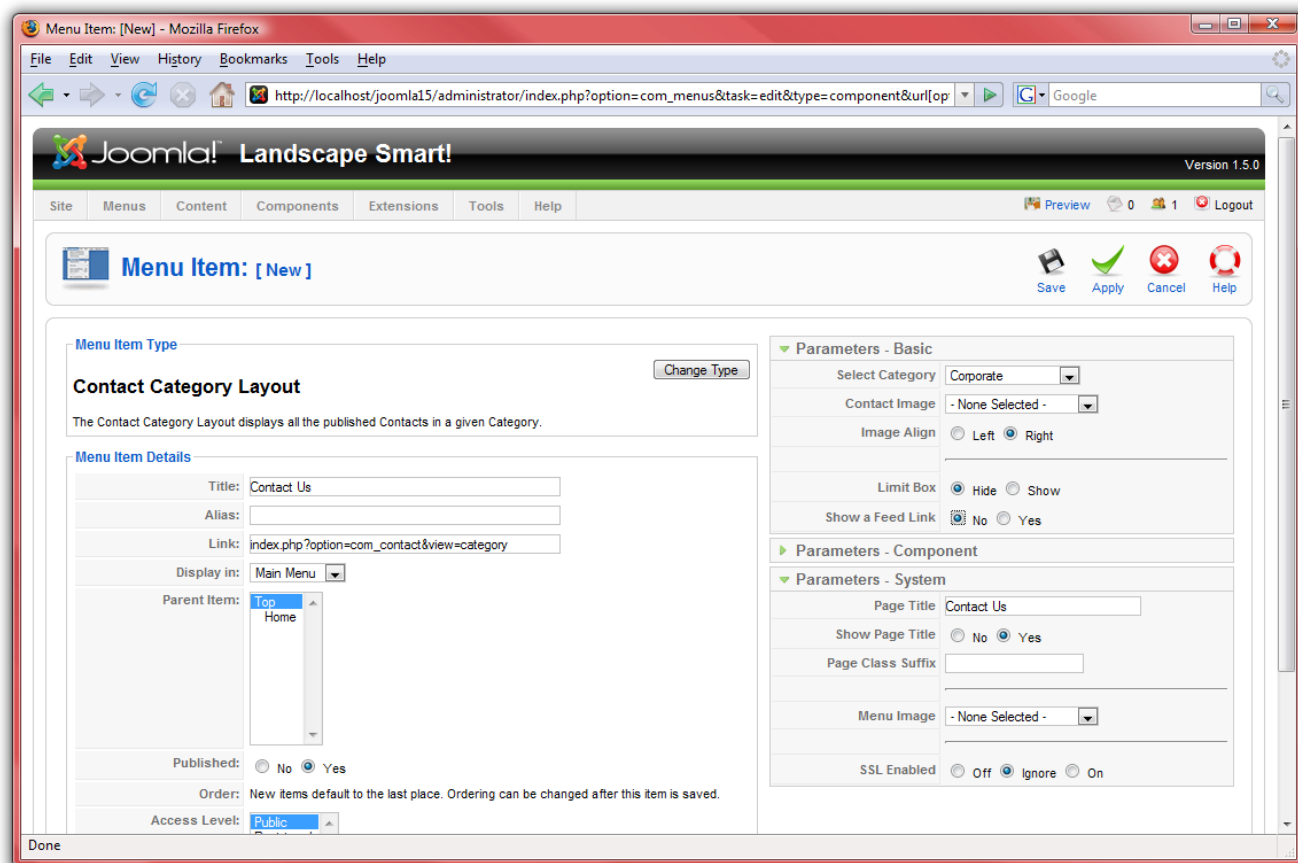 Menu Item: [New] - Mozilla Firefox
File Edit View History Bookmarks Tools Help
http://localhost/joomla15/administrator/index.php?option=com_menus&task=edit&type=component&url[op
G Google
Joomla! Landscape Smart!
Version 1.5.0
Site Menus Content Components Extensions Tools Help Preview 0 1 Logout
Menu Item: [ New ]
Save Apply Cancel Help
Menu Item Type
Change Type
Contact Category Layout
The Contact Category Layout displays all the published Contacts in a given Category.
Menu Item Details
Title: Contact Us
Alias:
Link: index.php?option=com_contact&view=category
Display in: Main Menu
Parent Item: Top
Home
Published: No Yes
Order: New items default to the last place. Ordering can be changed after this item is saved.
Access Level: Public
Parameters - Basic
Select Category Corporate
Contact Image - None Selected -
Image Align Left Right
Limit Box Hide Show
Show a Feed Link No Yes
Parameters - Component
Parameters - System
Page Title Contact Us
Show Page Title No Yes
Page Class Suffix
Menu Image - None Selected -
SSL Enabled Off Ignore On
Done